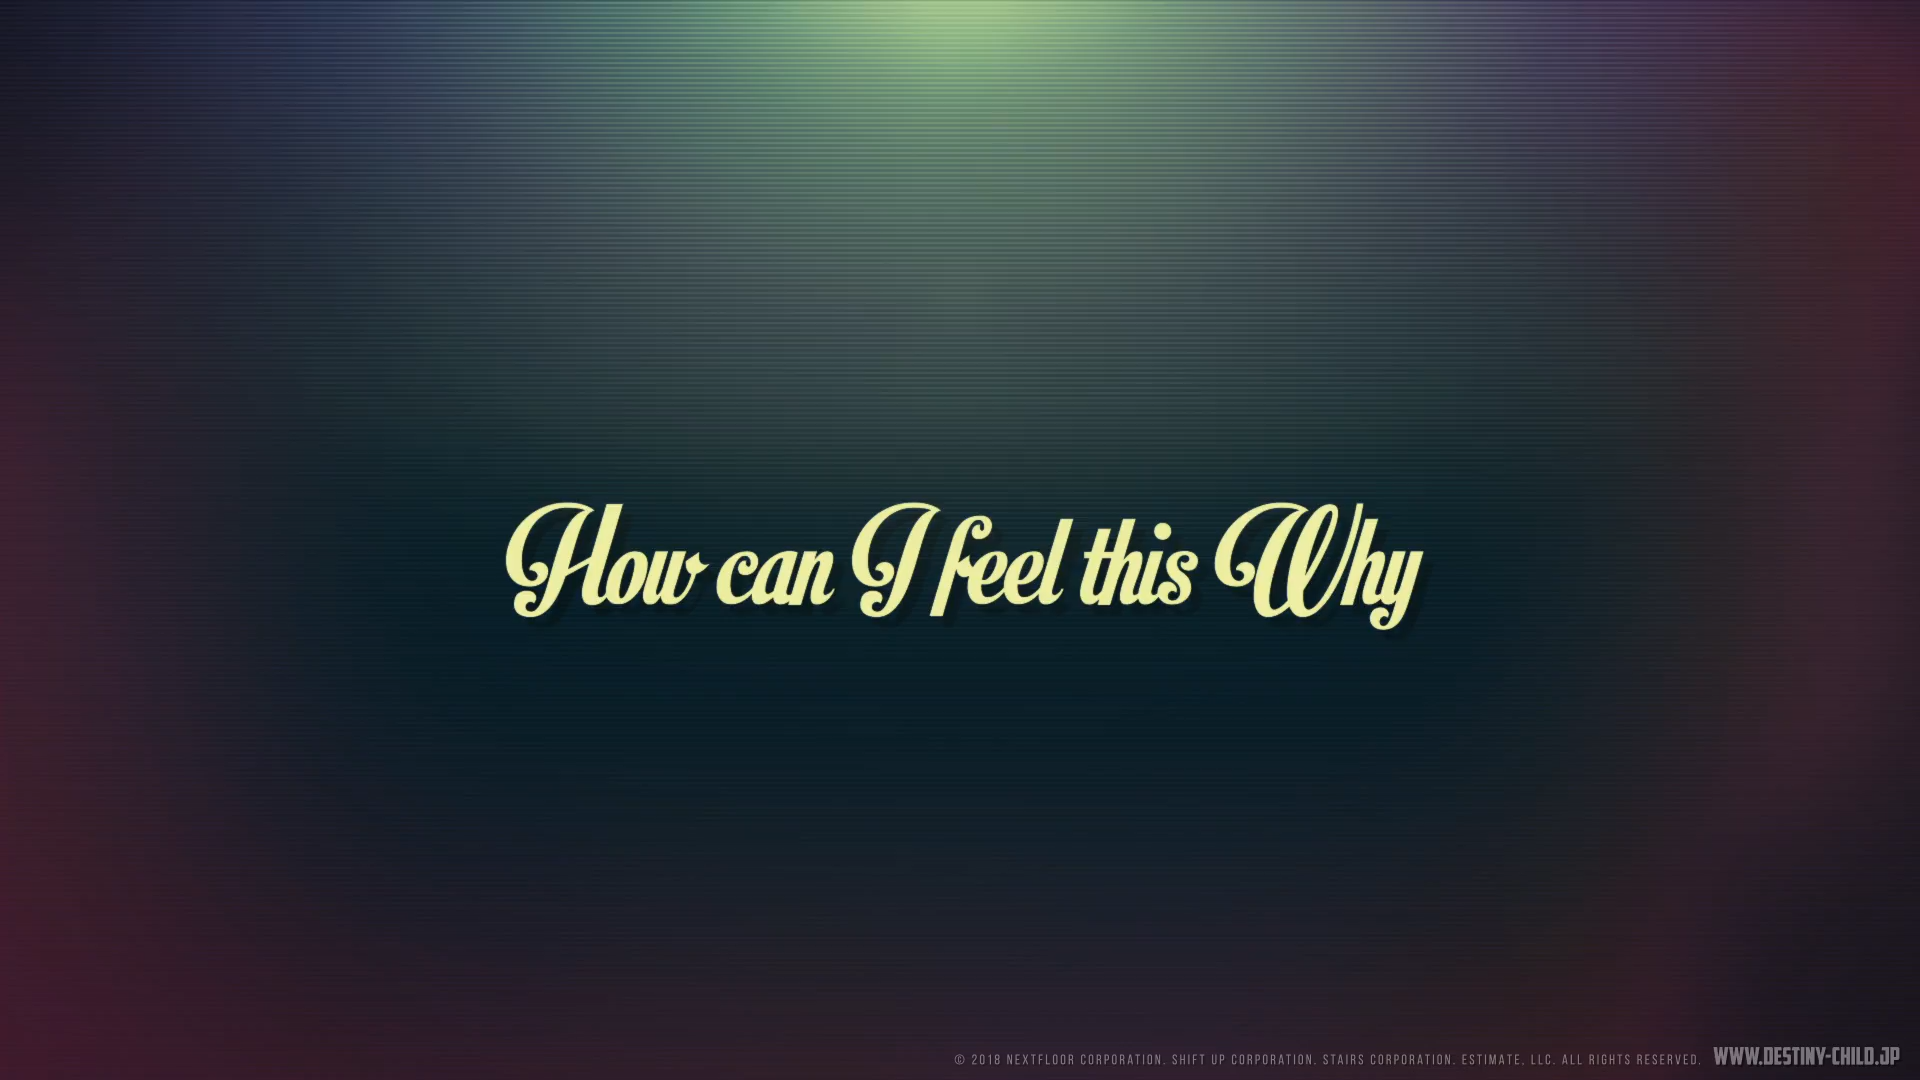 How can I feel this Why
© 2018 NEXTFLOOR CORPORATION. SHIFT UP CORPORATION. STAIRS CORPORATION. ESTIMATE, LLC. ALL RIGHTS RESERVED. WWW.DESTINY-CHILD.JP